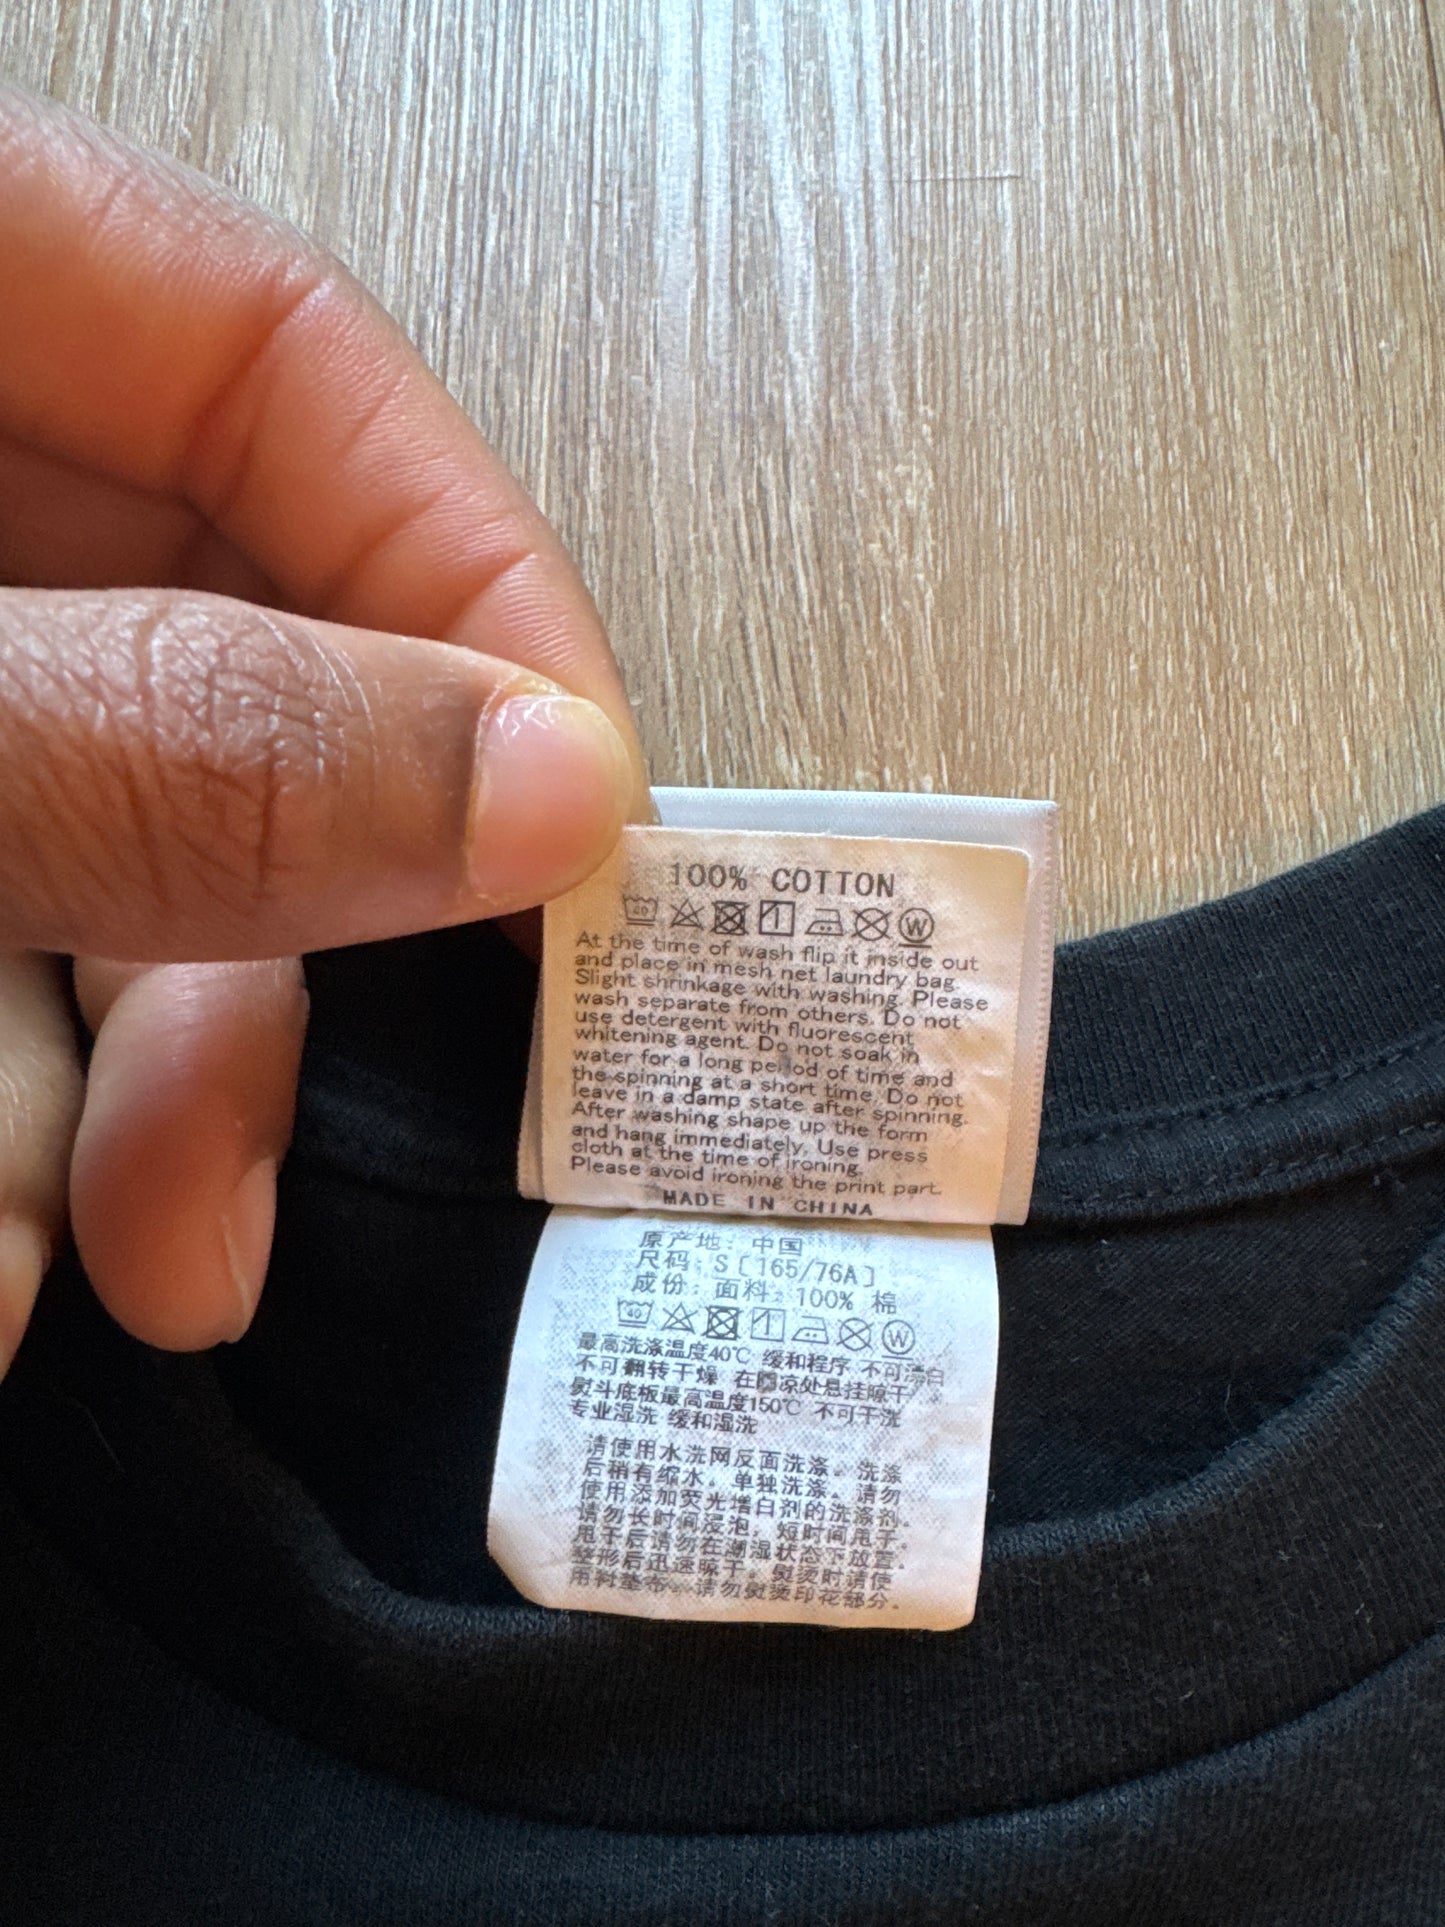 100% COTTON
40
W
At the time of wash flip it inside out
and place in mesh net laundry bag.
Slight shrinkage with washing. Please
wash separate from others. Do not
use detergent with fluorescent
whitening agent. Do not soak in
water for a long period of time and
the spinning at a short time. Do not
leave in a damp state after spinning.
After washing shape up the form
and hang immediately. Use press
cloth at the time of ironing.
Please avoid ironing the print part.
MADE IN CHINA
原产地：中国
尺码：S〔165/76A〕
成份：面料：100% 棉
40
W
最高洗涤温度40℃ 缓和程序 不可漂白
不可翻转干燥 在阴凉处悬挂晾干
熨斗底板最高温度150℃ 不可干洗
专业湿洗 缓和湿洗
请使用水洗网反面洗涤。洗涤
后稍有缩水。单独洗涤。请勿
使用添加荧光增白剂的洗涤剂。
请勿长时间浸泡，短时间甩干。
甩干后请勿在潮湿状态下放置。
整形后迅速晾干。熨烫时请使
用衬垫布。请勿熨烫印花部分。